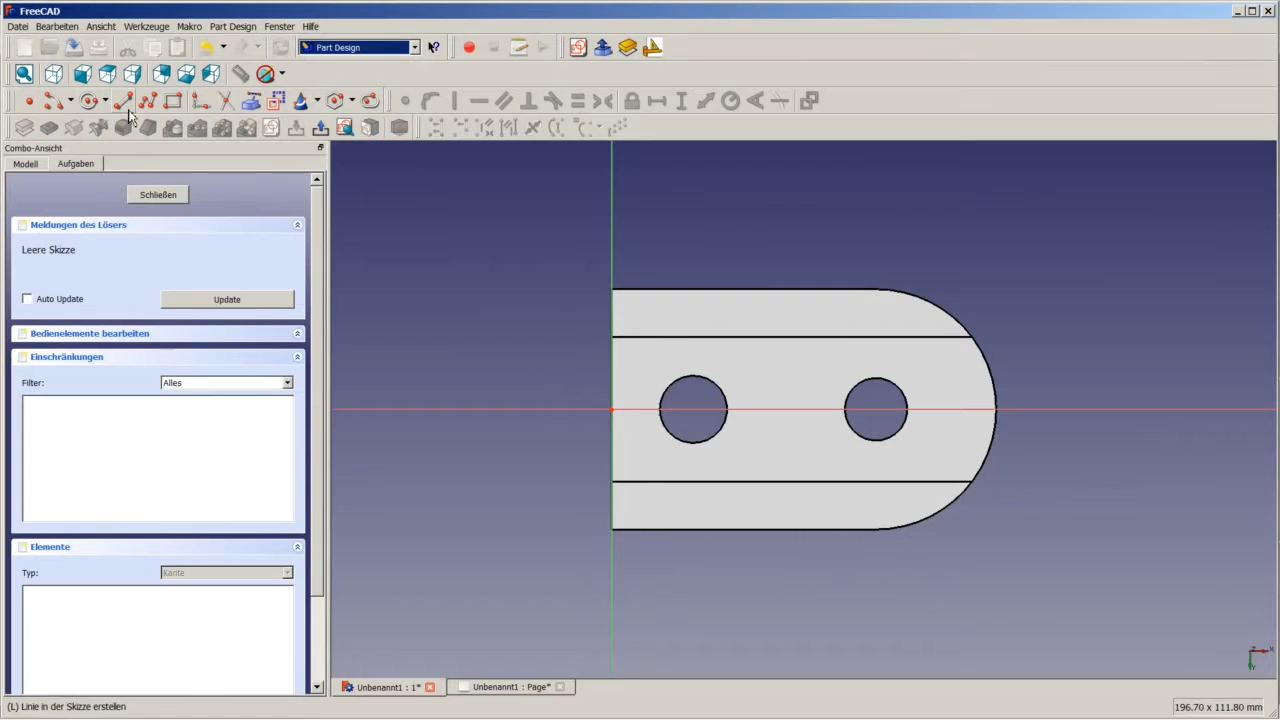 FreeCAD
Datei Bearbeiten Ansicht Werkzeuge Makro Part Design Fenster Hilfe
Part Design
Combo-Ansicht
Modell Aufgaben
Schließen
Meldungen des Lösers
Leere Skizze
Auto Update Update
Bedienelemente bearbeiten
Einschränkungen
Filter: Alles
Elemente
Typ: Kante
Unbenannt1 : 1* Unbenannt1 : Page*
(L) Linie in der Skizze erstellen 196.70 x 111.80 mm